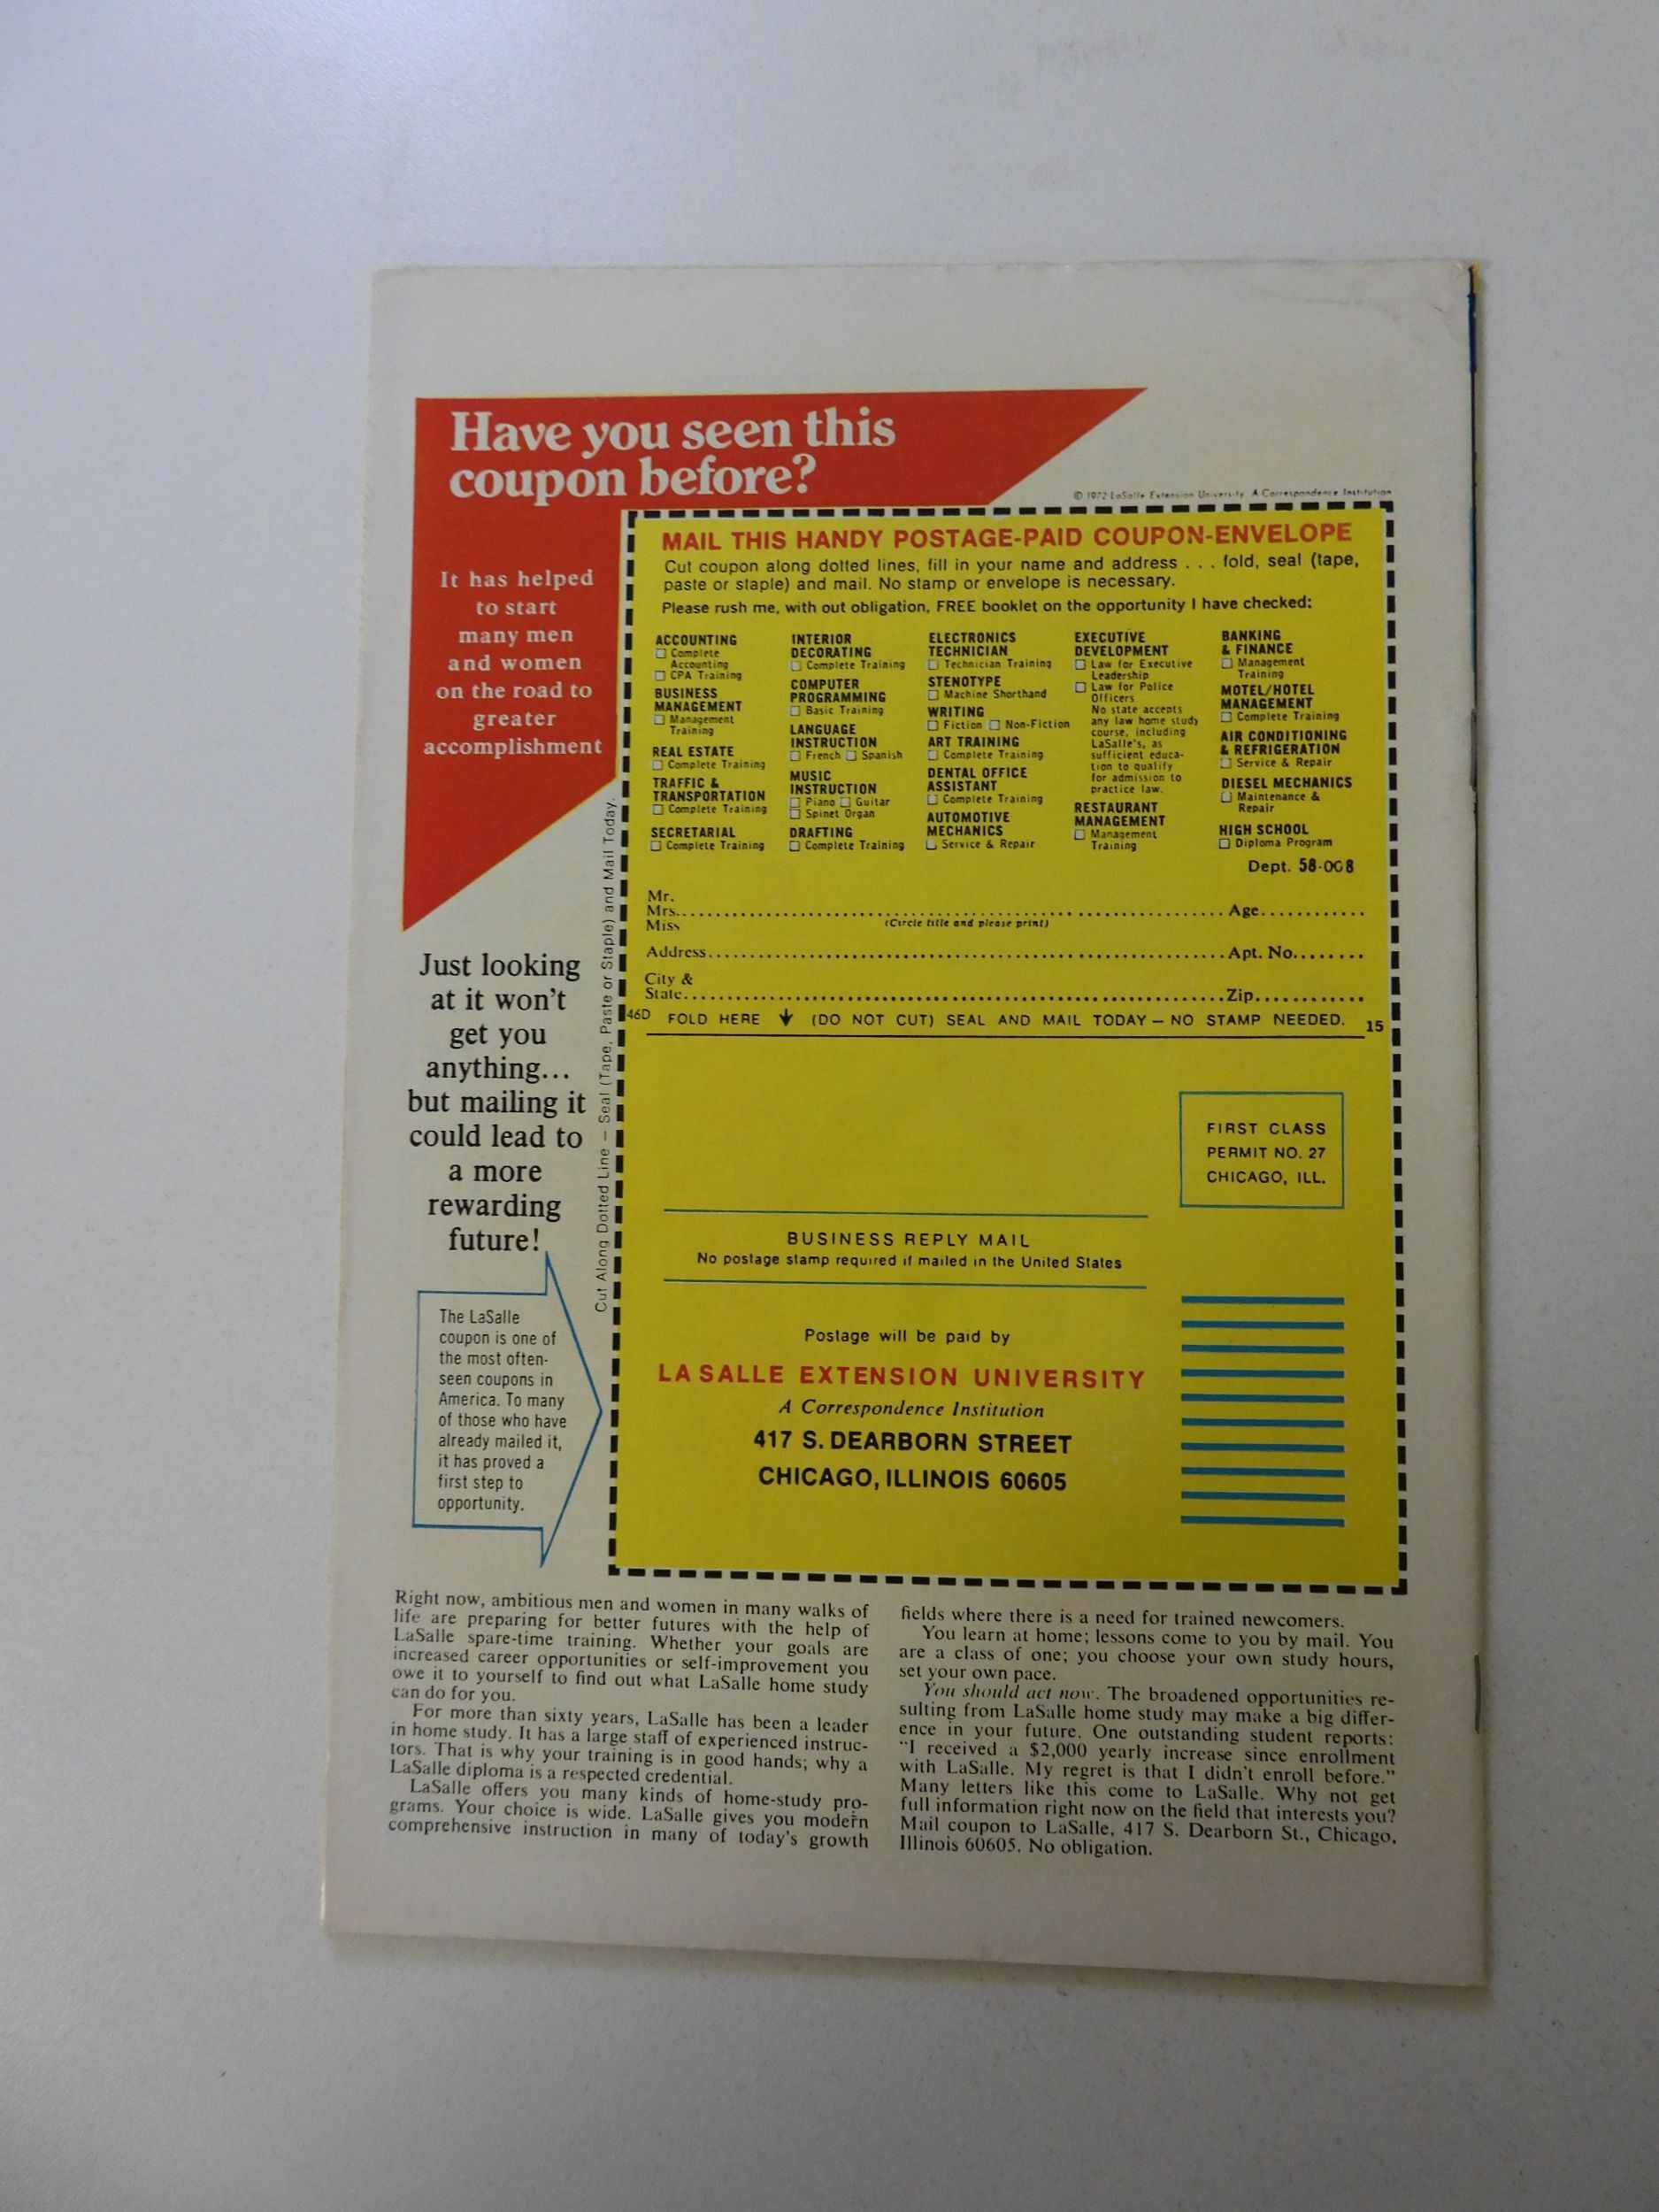 Have you seen this
coupon before?
It has helped
to start
many men
and women
on the road to
greater
accomplishment
Just looking
at it won't
get you
anything...
but mailing it
could lead to
a more
rewarding
future!
The LaSalle
coupon is one of
the most often-
seen coupons in
America. To many
of those who have
already mailed it,
it has proved a
first step to
opportunity.
Cut Along Dotted Line — Seal (Tape, Paste or Staple) and Mail Today.
© 1972 LaSalle Extension University A Correspondence Institution
MAIL THIS HANDY POSTAGE-PAID COUPON-ENVELOPE
Cut coupon along dotted lines, fill in your name and address . . . fold, seal (tape,
paste or staple) and mail. No stamp or envelope is necessary.
Please rush me, with out obligation, FREE booklet on the opportunity I have checked:
ACCOUNTING
☐ Complete
Accounting
☐ CPA Training
BUSINESS
MANAGEMENT
☐ Management
Training
REAL ESTATE
☐ Complete Training
TRAFFIC &
TRANSPORTATION
☐ Complete Training
SECRETARIAL
☐ Complete Training
INTERIOR
DECORATING
☐ Complete Training
COMPUTER
PROGRAMMING
☐ Basic Training
LANGUAGE
INSTRUCTION
☐ French ☐ Spanish
MUSIC
INSTRUCTION
☐ Piano ☐ Guitar
☐ Spinet Organ
DRAFTING
☐ Complete Training
ELECTRONICS
TECHNICIAN
☐ Technician Training
STENOTYPE
☐ Machine Shorthand
WRITING
☐ Fiction ☐ Non-Fiction
ART TRAINING
☐ Complete Training
DENTAL OFFICE
ASSISTANT
☐ Complete Training
AUTOMOTIVE
MECHANICS
☐ Service & Repair
EXECUTIVE
DEVELOPMENT
☐ Law for Executive
Leadership
☐ Law for Police
Officers
No state accepts
any law home study
course, including
LaSalle's, as
sufficient educa-
tion to qualify
for admission to
practice law.
RESTAURANT
MANAGEMENT
☐ Management
Training
BANKING
& FINANCE
☐ Management
Training
MOTEL/HOTEL
MANAGEMENT
☐ Complete Training
AIR CONDITIONING
& REFRIGERATION
☐ Service & Repair
DIESEL MECHANICS
☐ Maintenance &
Repair
HIGH SCHOOL
☐ Diploma Program
Dept. 58-008
Mr.
Mrs. Age
Miss (Circle title and please print)
Address Apt. No.
City &
State Zip
46D FOLD HERE ↓ (DO NOT CUT) SEAL AND MAIL TODAY — NO STAMP NEEDED. 15
FIRST CLASS
PERMIT NO. 27
CHICAGO, ILL.
BUSINESS REPLY MAIL
No postage stamp required if mailed in the United States
Postage will be paid by
LA SALLE EXTENSION UNIVERSITY
A Correspondence Institution
417 S. DEARBORN STREET
CHICAGO, ILLINOIS 60605
Right now, ambitious men and women in many walks of
life are preparing for better futures with the help of
LaSalle spare-time training. Whether your goals are
increased career opportunities or self-improvement you
owe it to yourself to find out what LaSalle home study
can do for you.
For more than sixty years, LaSalle has been a leader
in home study. It has a large staff of experienced instruc-
tors. That is why your training is in good hands; why a
LaSalle diploma is a respected credential.
LaSalle offers you many kinds of home-study pro-
grams. Your choice is wide. LaSalle gives you modern
comprehensive instruction in many of today's growth
fields where there is a need for trained newcomers.
You learn at home; lessons come to you by mail. You
are a class of one; you choose your own study hours,
set your own pace.
You should act now. The broadened opportunities re-
sulting from LaSalle home study may make a big differ-
ence in your future. One outstanding student reports:
"I received a $2,000 yearly increase since enrollment
with LaSalle. My regret is that I didn't enroll before."
Many letters like this come to LaSalle. Why not get
full information right now on the field that interests you?
Mail coupon to LaSalle, 417 S. Dearborn St., Chicago,
Illinois 60605. No obligation.